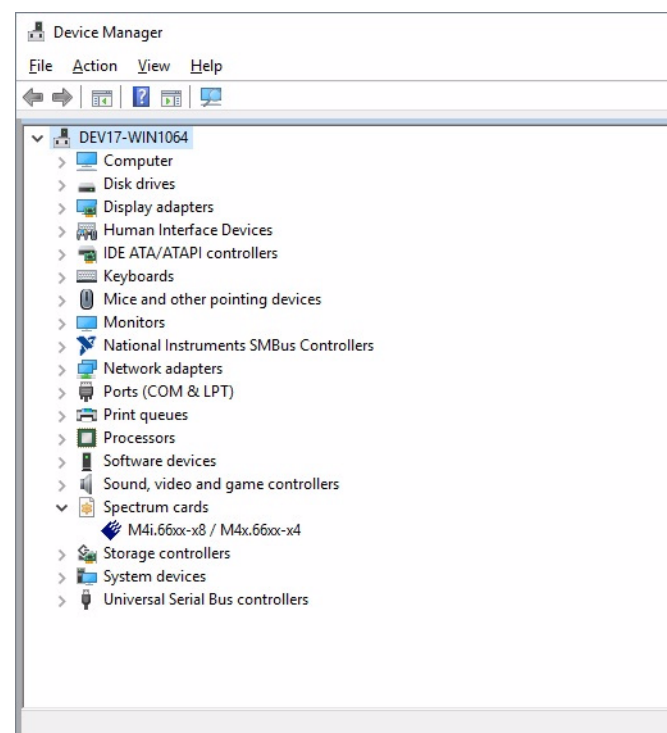 Device Manager
File Action View Help
DEV17-WIN1064
Computer
Disk drives
Display adapters
Human Interface Devices
IDE ATA/ATAPI controllers
Keyboards
Mice and other pointing devices
Monitors
National Instruments SMBus Controllers
Network adapters
Ports (COM & LPT)
Print queues
Processors
Software devices
Sound, video and game controllers
Spectrum cards
M4i.66xx-x8 / M4x.66xx-x4
Storage controllers
System devices
Universal Serial Bus controllers